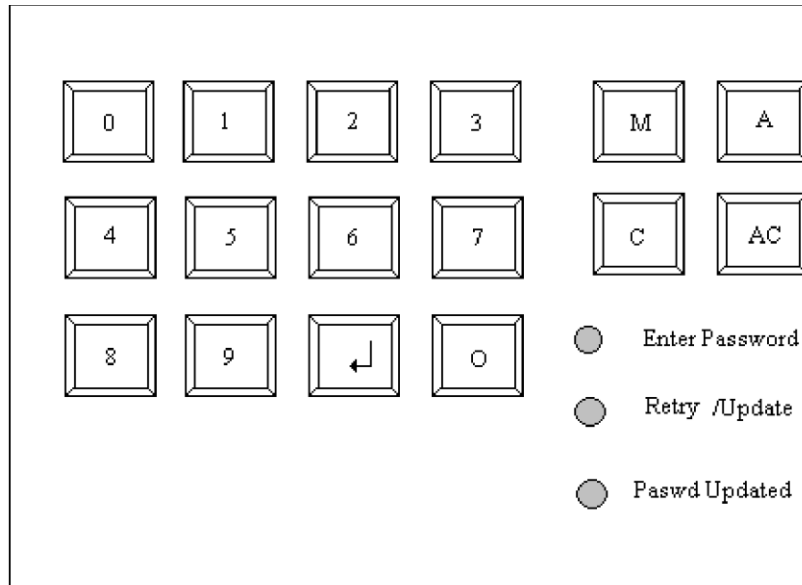 0 1 2 3 M A
4 5 6 7 C AC
8 9 O
Enter Password
Retry /Update
Paswd Updated